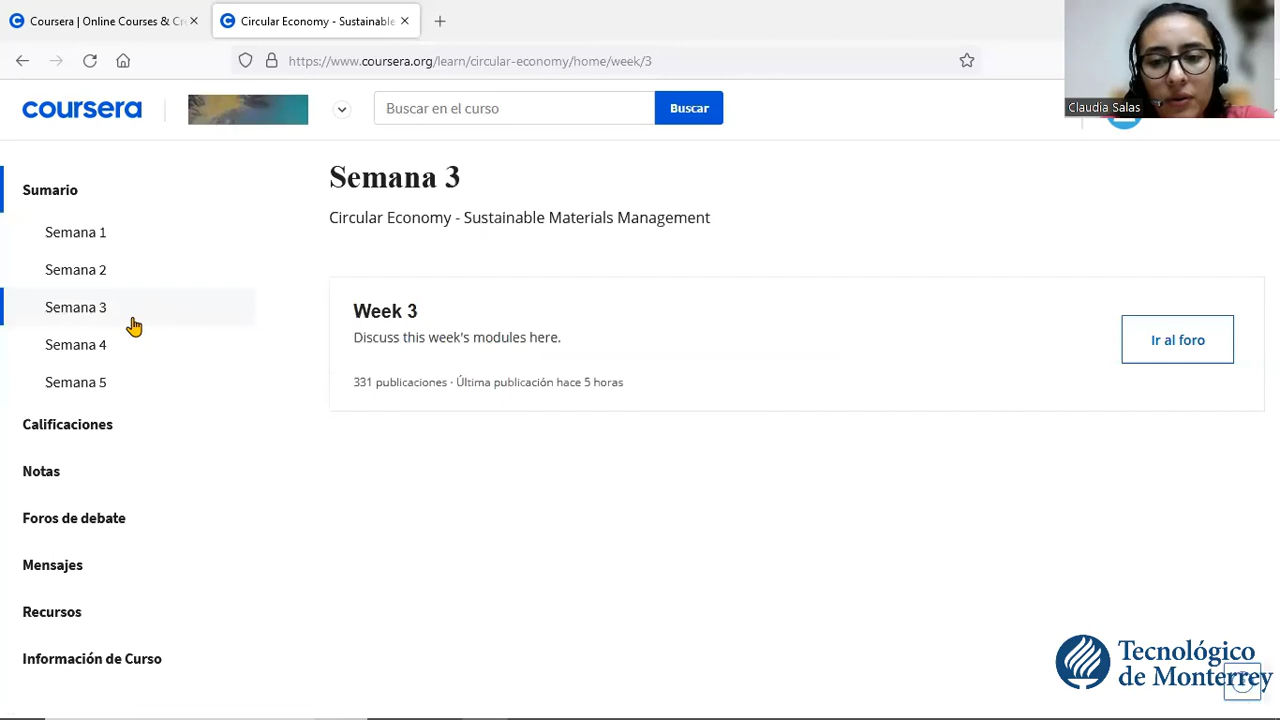 Coursera | Online Courses & Cr
Circular Economy - Sustainable
https://www.coursera.org/learn/circular-economy/home/week/3
Claudia Salas
coursera
Buscar en el curso
Buscar
Sumario
Semana 1
Semana 2
Semana 3
Semana 4
Semana 5
Calificaciones
Notas
Foros de debate
Mensajes
Recursos
Información de Curso
Semana 3
Circular Economy - Sustainable Materials Management
Week 3
Discuss this week's modules here.
331 publicaciones · Última publicación hace 5 horas
Ir al foro
Tecnológico
de Monterrey